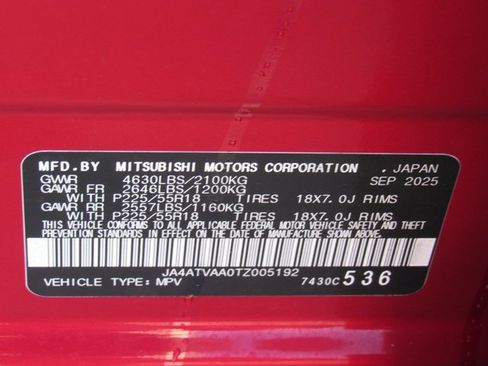 MFD.BY MITSUBISHI MOTORS CORPORATION . JAPAN
GVWR 4630LBS/2100KG SEP 2025
GAWR FR 2646LBS/1200KG
WITH P225/55R18 TIRES 18X7.0J RIMS
GAWR RR 2557LBS/1160KG
WITH P225/55R18 TIRES 18X7.0J RIMS
THIS VEHICLE CONFORMS TO ALL APPLICABLE FEDERAL MOTOR VEHICLE SAFETY AND THEFT
PREVENTION STANDARDS IN EFFECT ON THE DATE OF MANUFACTURE SHOWN ABOVE.
JA4ATVAA0TZ005192
VEHICLE TYPE: MPV 7430C 536